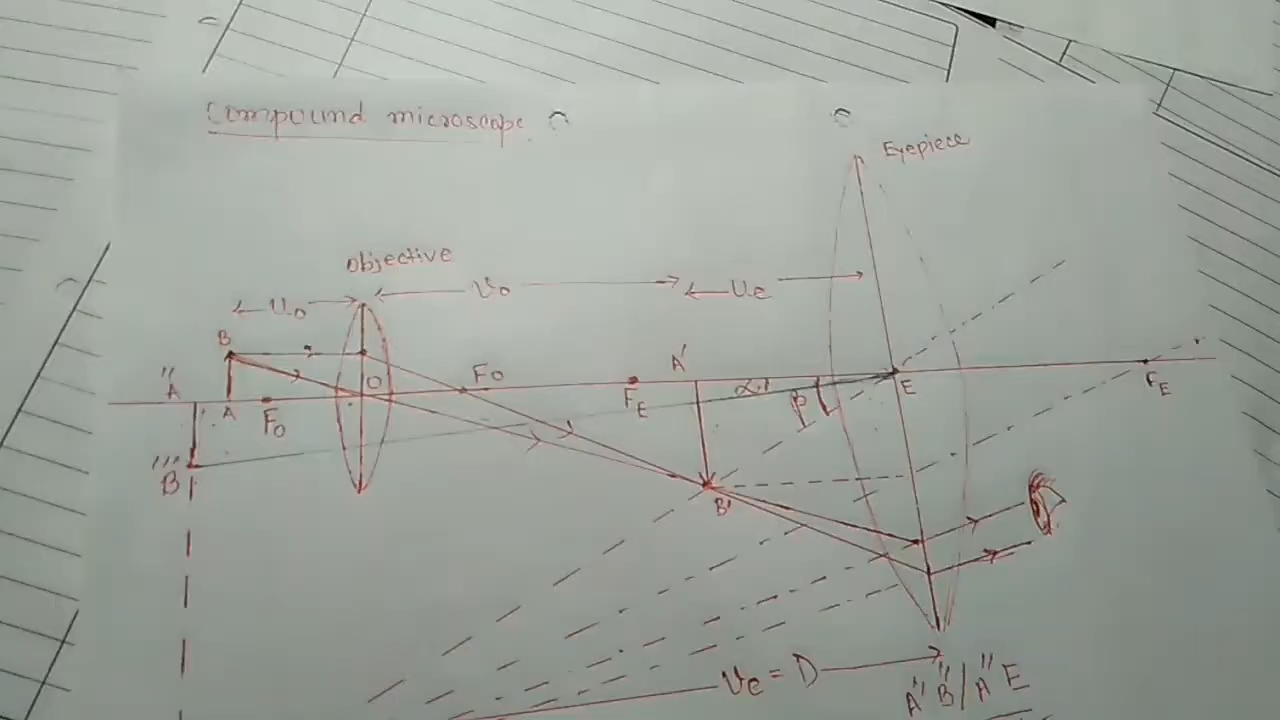 Compound microscope
Eyepiece
Objective
u₀ v₀ ue
B
A" A' F₀
O α β E
A F₀ FE FE
B'''
B'
ve = D
A"B"/A"E